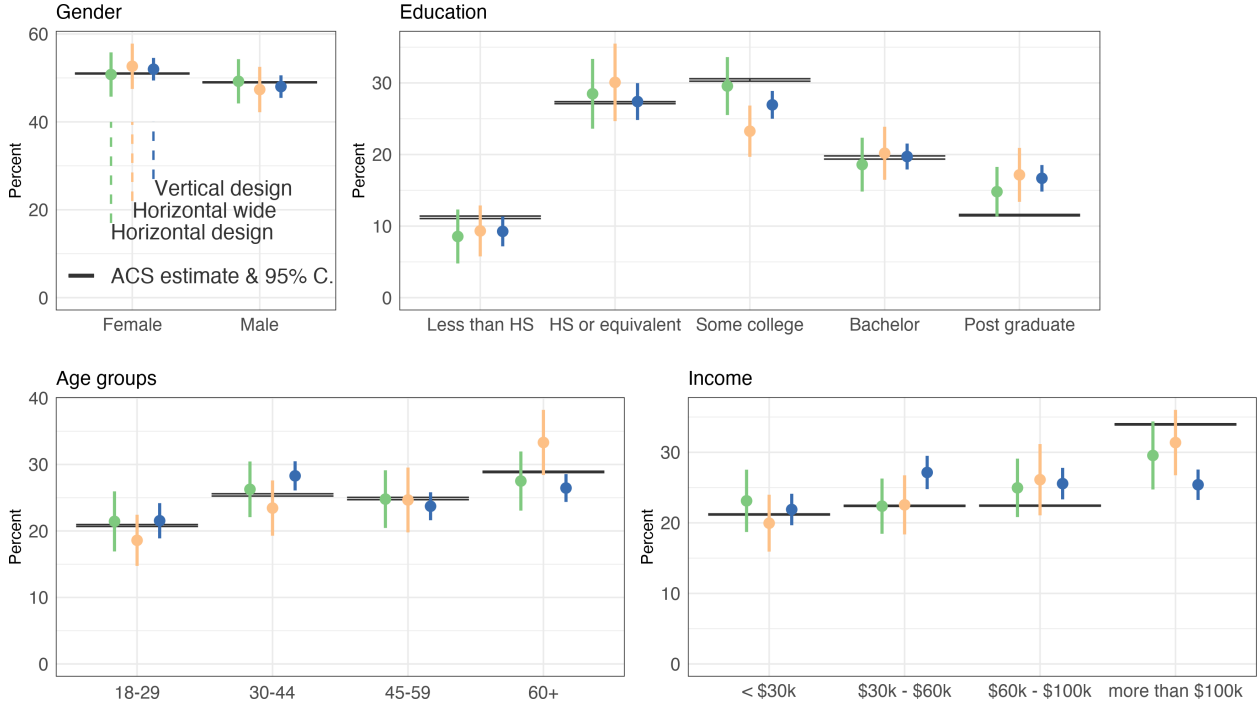 Gender
Education
60
40
20
0
Percent
Vertical design
Horizontal wide
Horizontal design
ACS estimate & 95% C.
Female Male
30
20
10
0
Percent
Less than HS HS or equivalent Some college Bachelor Post graduate
Age groups
Income
40
30
20
10
0
Percent
18-29 30-44 45-59 60+
30
20
10
0
Percent
< $30k $30k - $60k $60k - $100k more than $100k